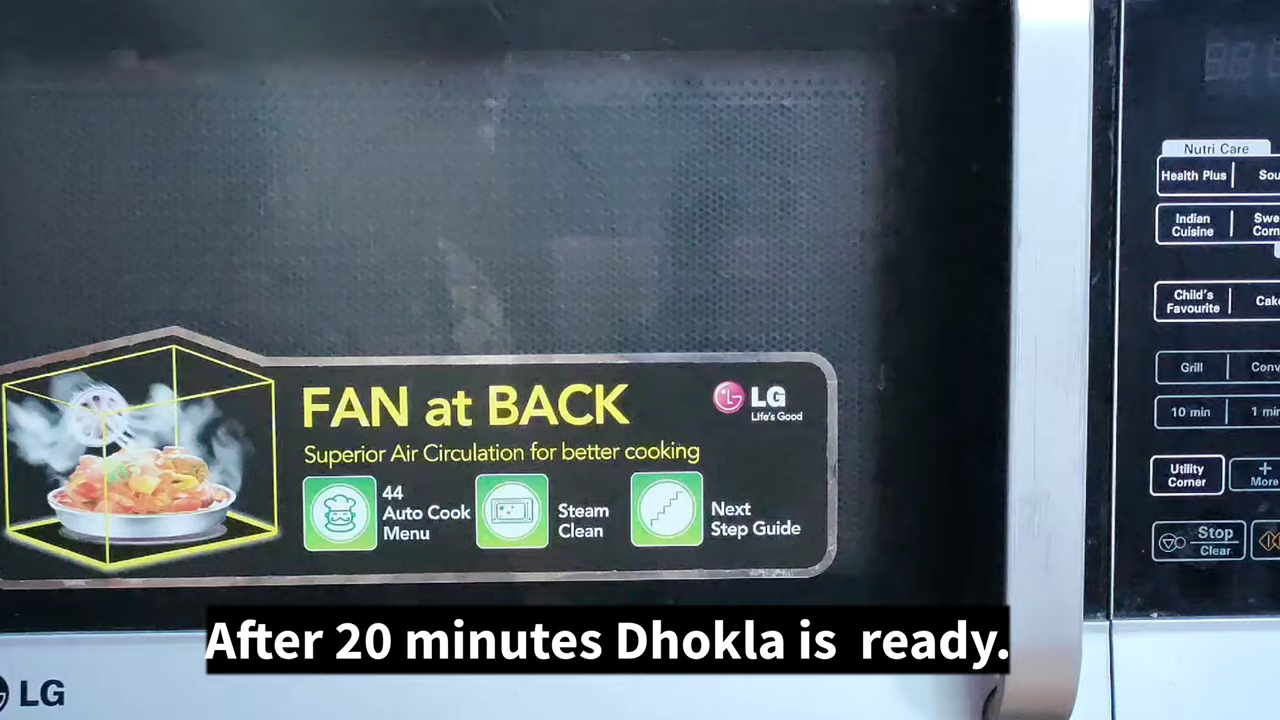 Nutri Care
Health Plus
Indian
Cuisine
Child's
Favourite
Grill
10 min
Utility
Corner
More
Stop
Clear
FAN at BACK
LG
Life's Good
Superior Air Circulation for better cooking
44
Auto Cook
Menu
Steam
Clean
Next
Step Guide
After 20 minutes Dhokla is ready.
LG